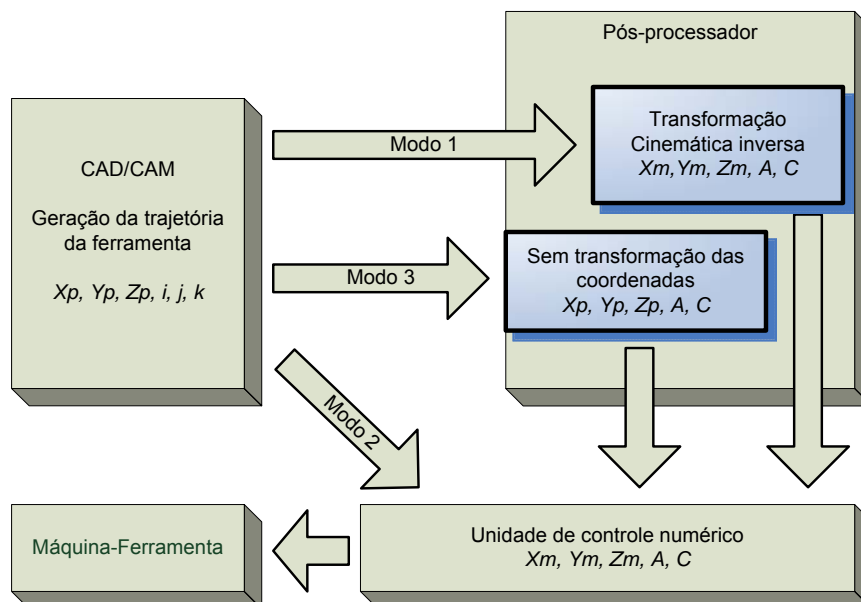 Pós-processador
CAD/CAM
Geração da trajetória
da ferramenta
Xp, Yp, Zp, i, j, k
Modo 1
Transformação
Cinemática inversa
Xm,Ym, Zm, A, C
Modo 3
Sem transformação das
coordenadas
Xp, Yp, Zp, A, C
Modo 2
Máquina-Ferramenta
Unidade de controle numérico
Xm, Ym, Zm, A, C